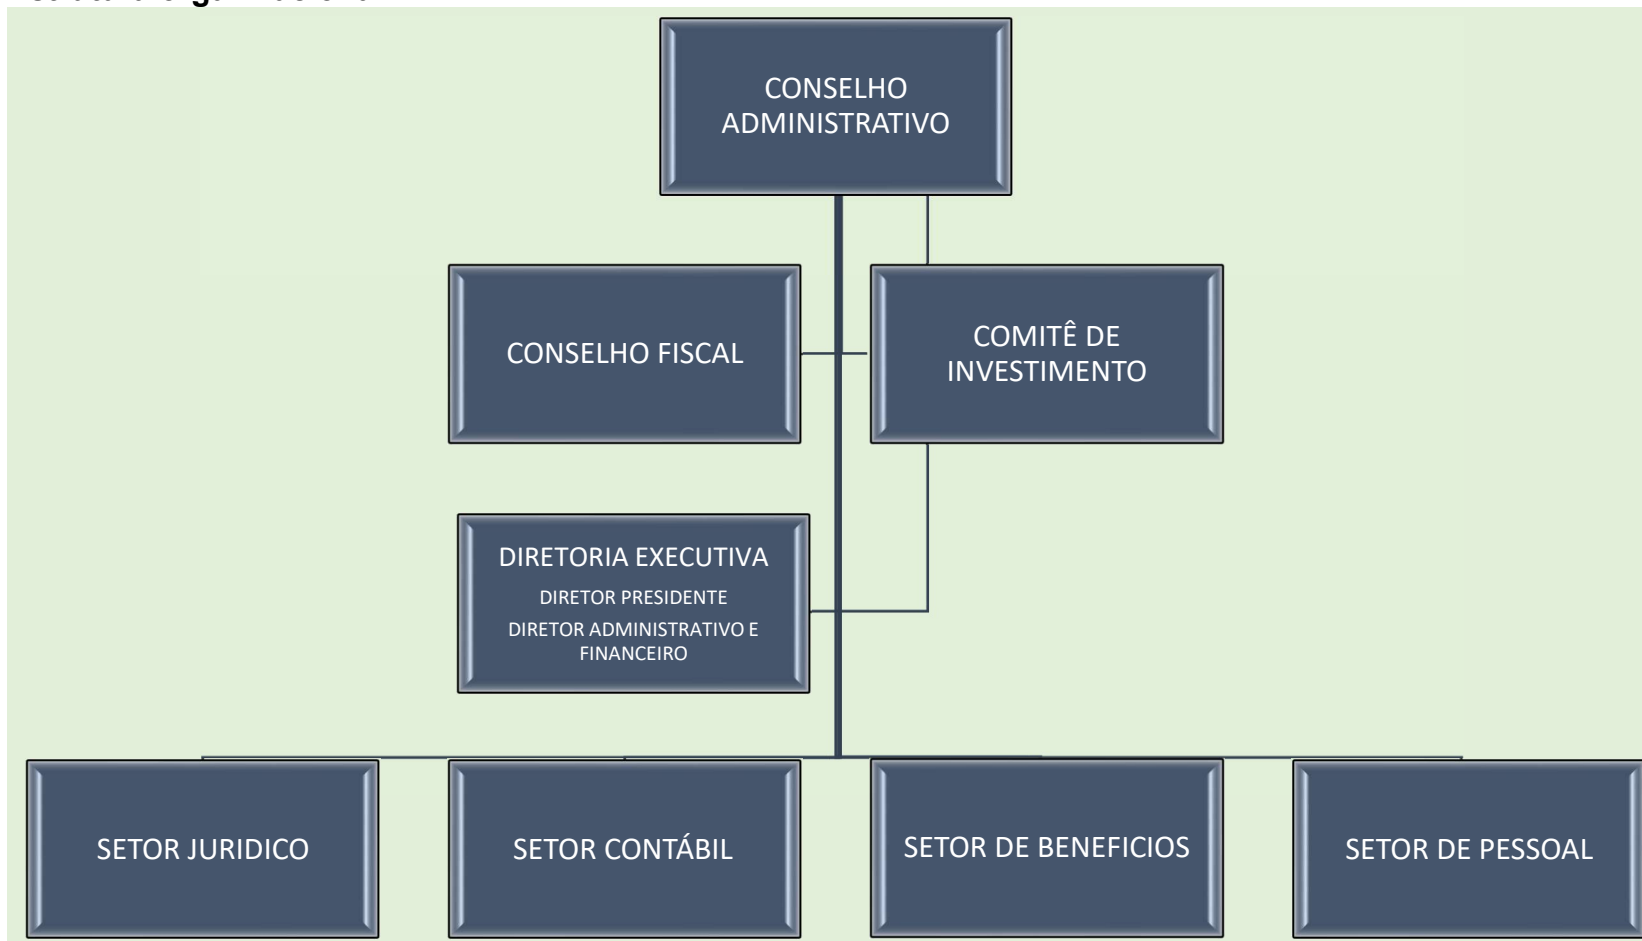 CONSELHO
ADMINISTRATIVO
CONSELHO FISCAL
COMITÊ DE
INVESTIMENTO
DIRETORIA EXECUTIVA
DIRETOR PRESIDENTE
DIRETOR ADMINISTRATIVO E
FINANCEIRO
SETOR JURIDICO
SETOR CONTÁBIL
SETOR DE BENEFICIOS
SETOR DE PESSOAL